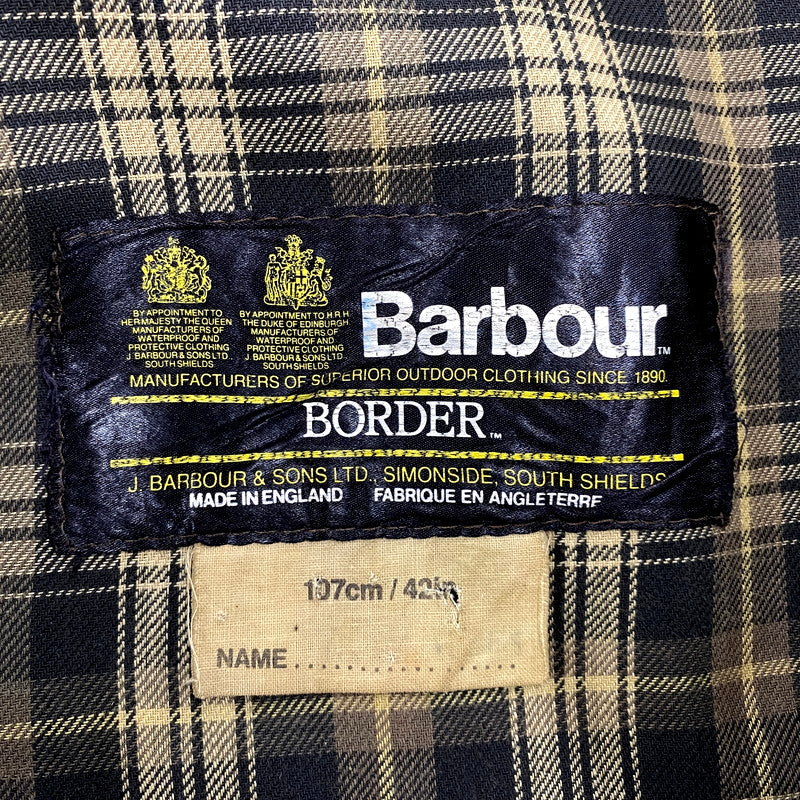 BY APPOINTMENT TO
HER MAJESTY THE QUEEN
MANUFACTURERS OF
WATERPROOF AND
PROTECTIVE CLOTHING
J. BARBOUR & SONS LTD.
SOUTH SHIELDS
BY APPOINTMENT TO H.R.H
THE DUKE OF EDINBURGH
MANUFACTURERS OF
WATERPROOF AND
PROTECTIVE CLOTHING
J. BARBOUR & SONS LTD.
SOUTH SHIELDS
Barbour™
MANUFACTURERS OF SUPERIOR OUTDOOR CLOTHING SINCE 1890.
BORDER™
J. BARBOUR & SONS LTD., SIMONSIDE, SOUTH SHIELDS
MADE IN ENGLAND FABRIQUE EN ANGLETERRE
107cm / 42in
NAME....................